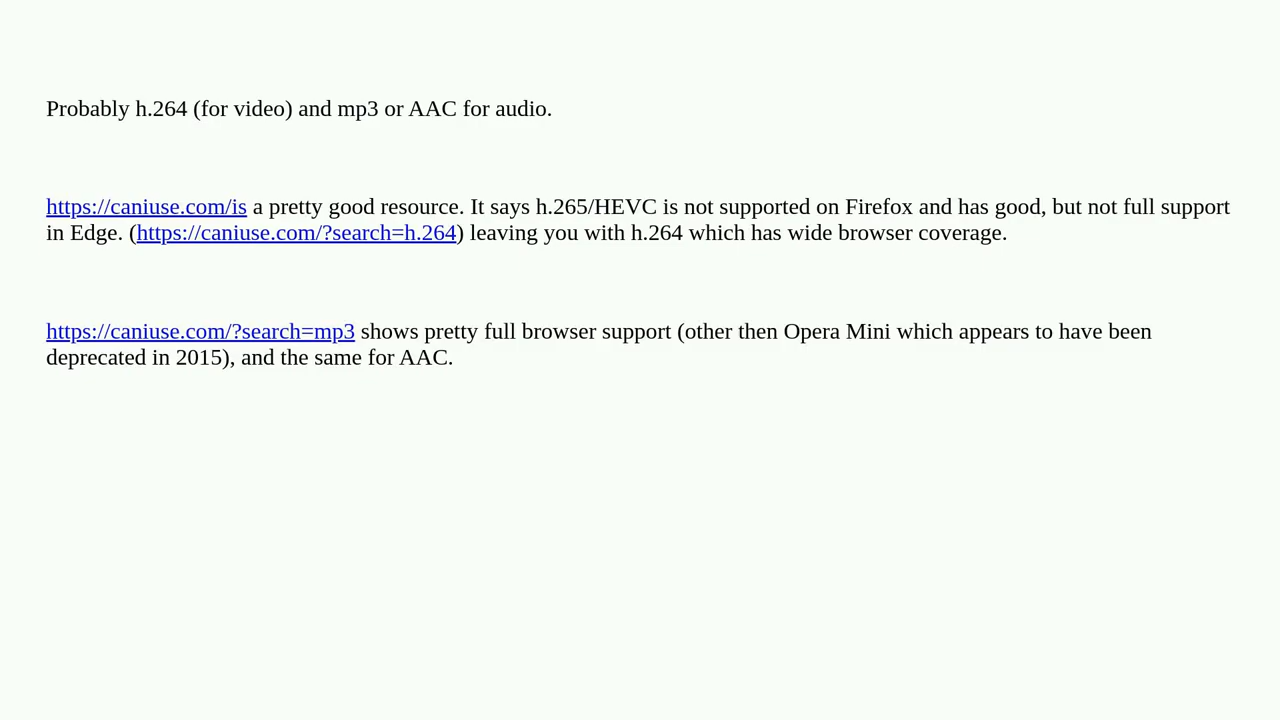 Probably h.264 (for video) and mp3 or AAC for audio.
https://caniuse.com/is a pretty good resource. It says h.265/HEVC is not supported on Firefox and has good, but not full support
in Edge. (https://caniuse.com/?search=h.264) leaving you with h.264 which has wide browser coverage.
https://caniuse.com/?search=mp3 shows pretty full browser support (other then Opera Mini which appears to have been
deprecated in 2015), and the same for AAC.